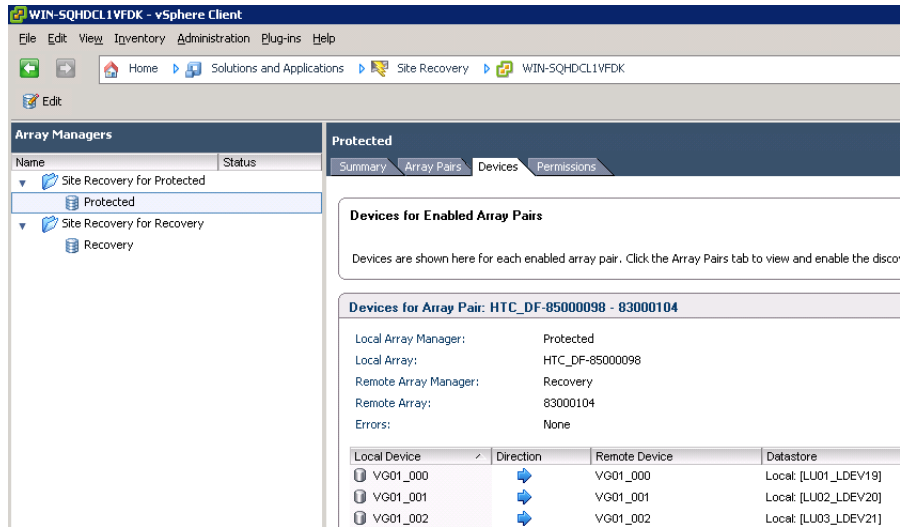 WIN-SQHDCL1VFDK - vSphere Client
File Edit View Inventory Administration Plug-ins Help
Home Solutions and Applications Site Recovery WIN-SQHDCL1VFDK
Edit
Array Managers
Name Status
Site Recovery for Protected
Protected
Site Recovery for Recovery
Recovery
Protected
Summary Array Pairs Devices Permissions
Devices for Enabled Array Pairs
Devices are shown here for each enabled array pair. Click the Array Pairs tab to view and enable the disco
Devices for Array Pair: HTC_DF-85000098 - 83000104
Local Array Manager: Protected
Local Array: HTC_DF-85000098
Remote Array Manager: Recovery
Remote Array: 83000104
Errors: None
Local Device Direction Remote Device Datastore
VG01_000 VG01_000 Local: [LU01_LDEV19]
VG01_001 VG01_001 Local: [LU02_LDEV20]
VG01_002 VG01_002 Local: [LU03_LDEV21]